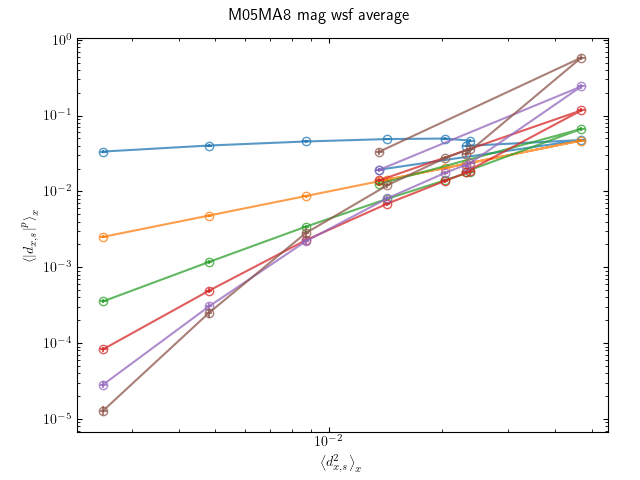 M05MA8 mag wsf average
10^0
10^{-1}
10^{-2}
10^{-3}
10^{-4}
10^{-5}
⟨|d_{x,s}|^p⟩_x
10^{-2}
⟨d_{x,s}^2⟩_x